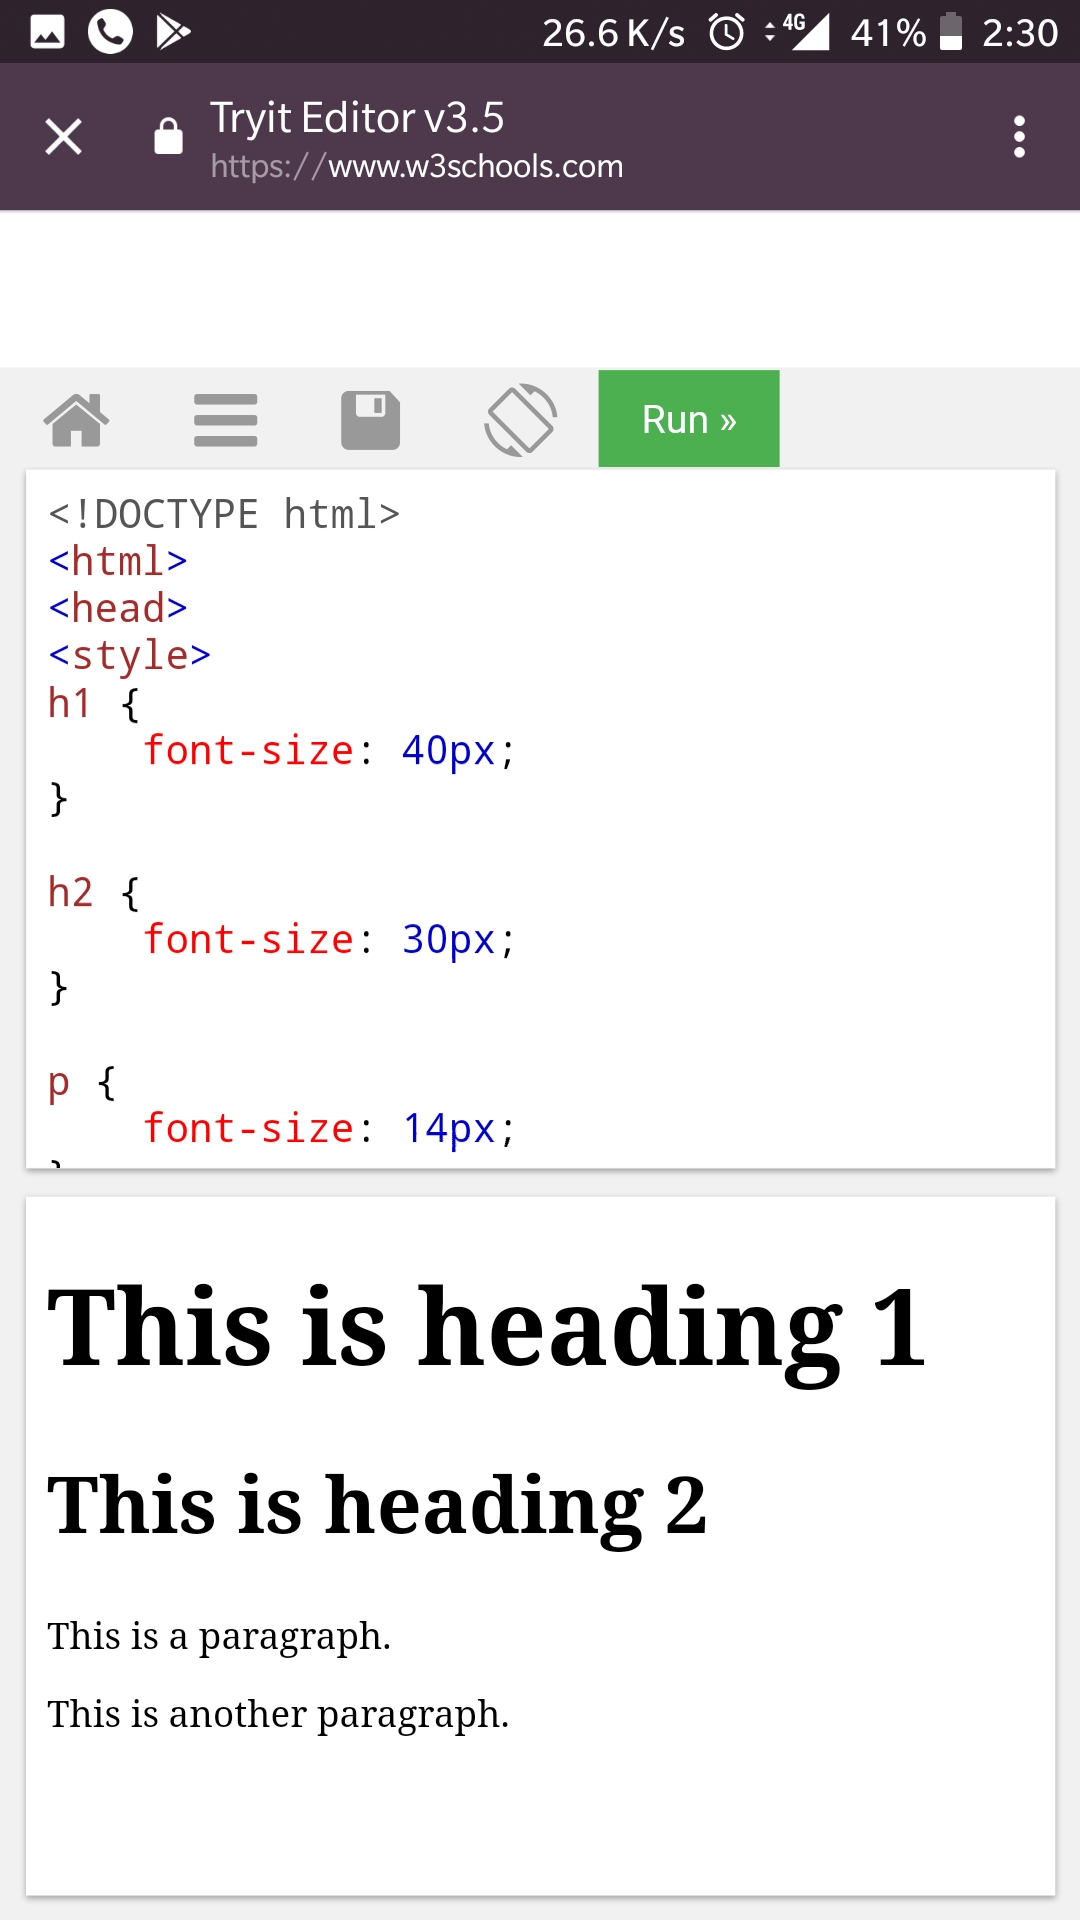 26.6 K/s 4G 41% 2:30
Tryit Editor v3.5
https://www.w3schools.com
Run »
<!DOCTYPE html>
<html>
<head>
<style>
h1 {
font-size: 40px;
}
h2 {
font-size: 30px;
}
p {
font-size: 14px;
}
This is heading 1
This is heading 2
This is a paragraph.
This is another paragraph.